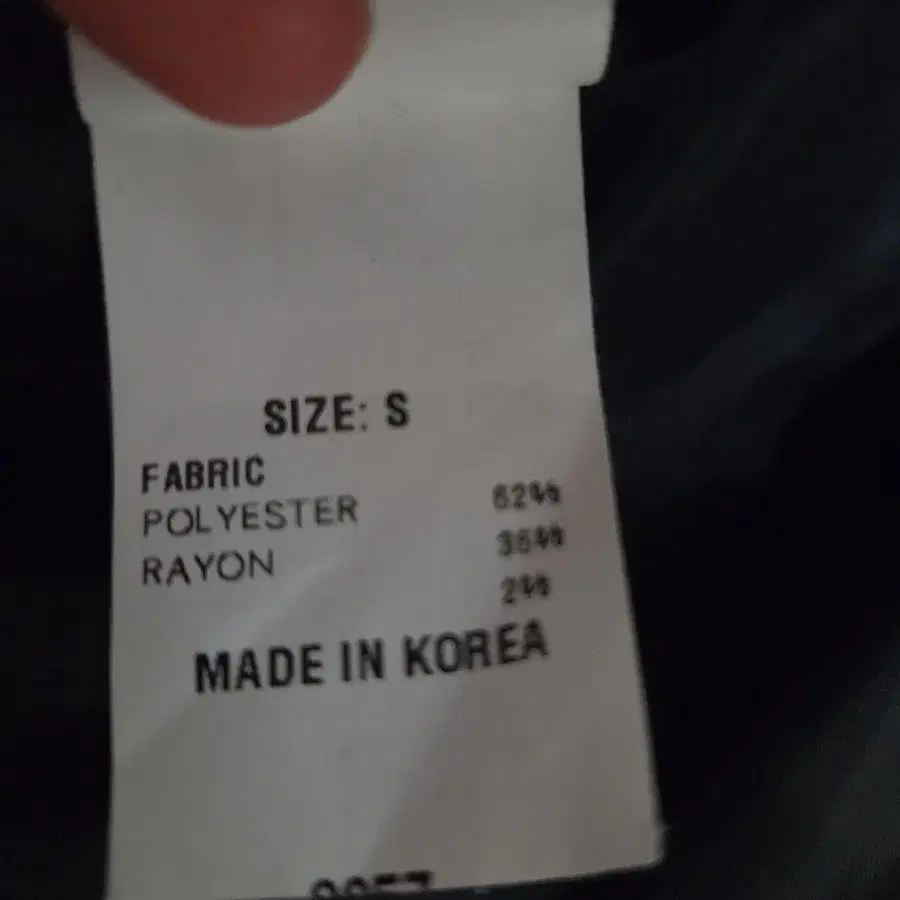 SIZE: S
FABRIC
POLYESTER 62%
RAYON 36%
2%
MADE IN KOREA